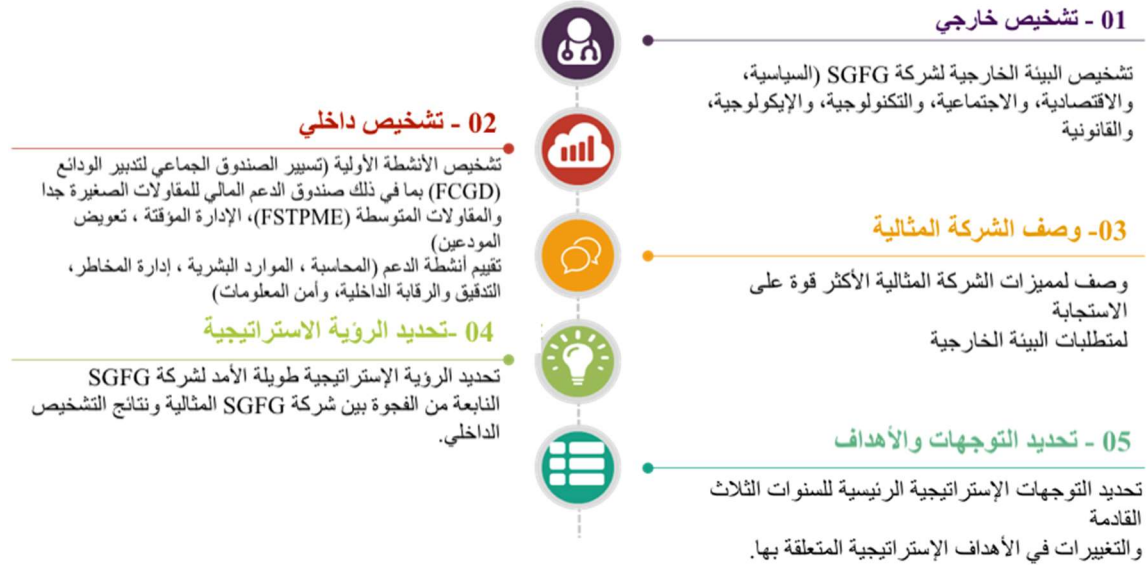 01 - تشخيص خارجي
تشخيص البيئة الخارجية لشركة SGFG (السياسية،
والاقتصادية، والاجتماعية، والتكنولوجية، والإيكولوجية،
والقانونية
02 - تشخيص داخلي
تشخيص الأنشطة الأولية (تسيير الصندوق الجماعي لتدبير الودائع
(FCGD) بما في ذلك صندوق الدعم المالي للمقاولات الصغيرة جدا
والمقاولات المتوسطة (FSTPME)، الإدارة المؤقتة ، تعويض
المودعين)
تقييم أنشطة الدعم (المحاسبة ، الموارد البشرية ، إدارة المخاطر،
التدقيق والرقابة الداخلية، وأمن المعلومات)
03- وصف الشركة المثالية
وصف لمميزات الشركة المثالية الأكثر قوة على
الاستجابة
لمتطلبات البيئة الخارجية
04 -تحديد الرؤية الاستراتيجية
تحديد الرؤية الإستراتيجية طويلة الأمد لشركة SGFG
النابعة من الفجوة بين شركة SGFG المثالية ونتائج التشخيص
الداخلي.
05 - تحديد التوجهات والأهداف
تحديد التوجهات الإستراتيجية الرئيسية للسنوات الثلاث
القادمة
والتغييرات في الأهداف الإستراتيجية المتعلقة بها.